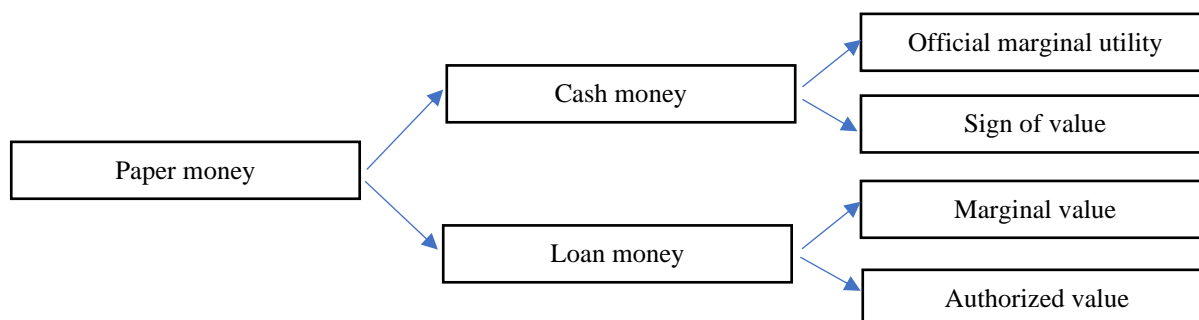 Official marginal utility
Cash money
Sign of value
Paper money
Marginal value
Loan money
Authorized value